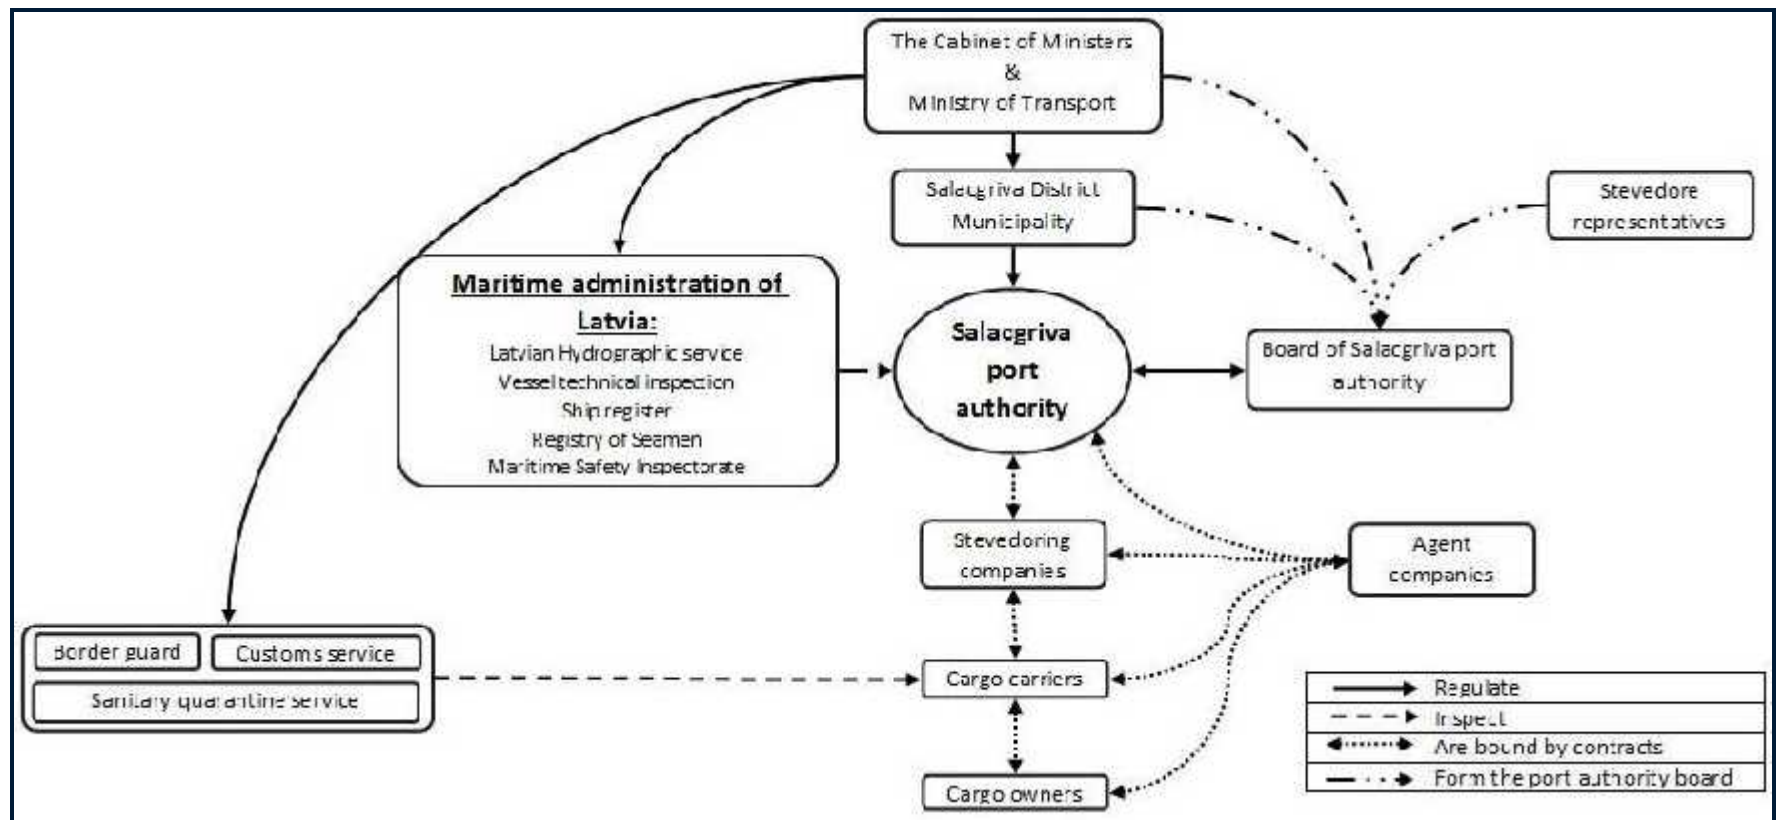 The Cabinet of Ministers
&
Ministry of Transport
Salacgriva District
Municipality
Stevedore
representatives
Maritime administration of
Latvia:
Latvian Hydrographic service
Vessel technical inspection
Ship register
Registry of Seamen
Maritime Safety Inspectorate
Salacgriva
port
authority
Board of Salacgriva port
authority
Stevedoring
companies
Agent
companies
Border guard
Customs service
Sanitary quarantine service
Cargo carriers
Cargo owners
Regulate
Inspect
Are bound by contracts
Form the port authority board